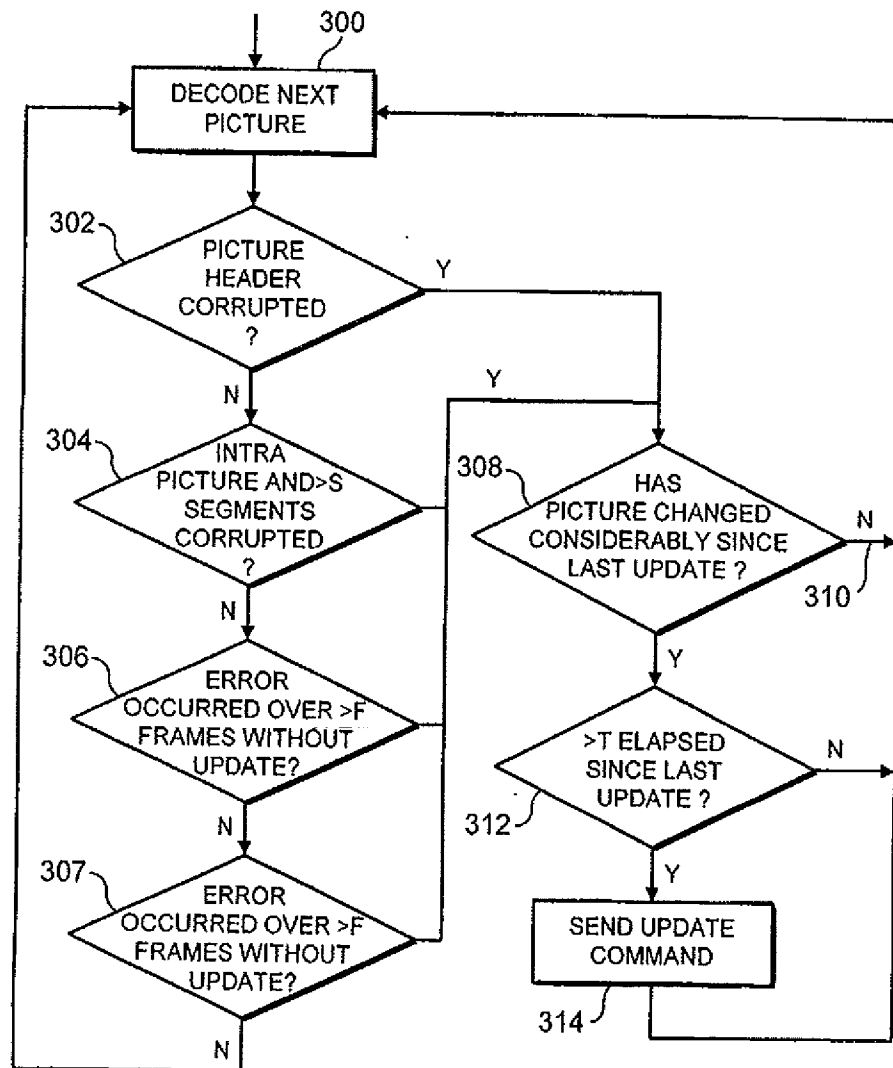 300
DECODE NEXT
PICTURE
302
PICTURE
HEADER
CORRUPTED
?
Y
N
Y
304
INTRA
PICTURE AND>S
SEGMENTS
CORRUPTED
?
N
308
HAS
PICTURE CHANGED
CONSIDERABLY SINCE
LAST UPDATE ?
N
310
Y
306
ERROR
OCCURRED OVER >F
FRAMES WITHOUT
UPDATE?
N
>T ELAPSED
SINCE LAST
UPDATE ?
N
312
Y
307
ERROR
OCCURRED OVER >F
FRAMES WITHOUT
UPDATE?
N
SEND UPDATE
COMMAND
314